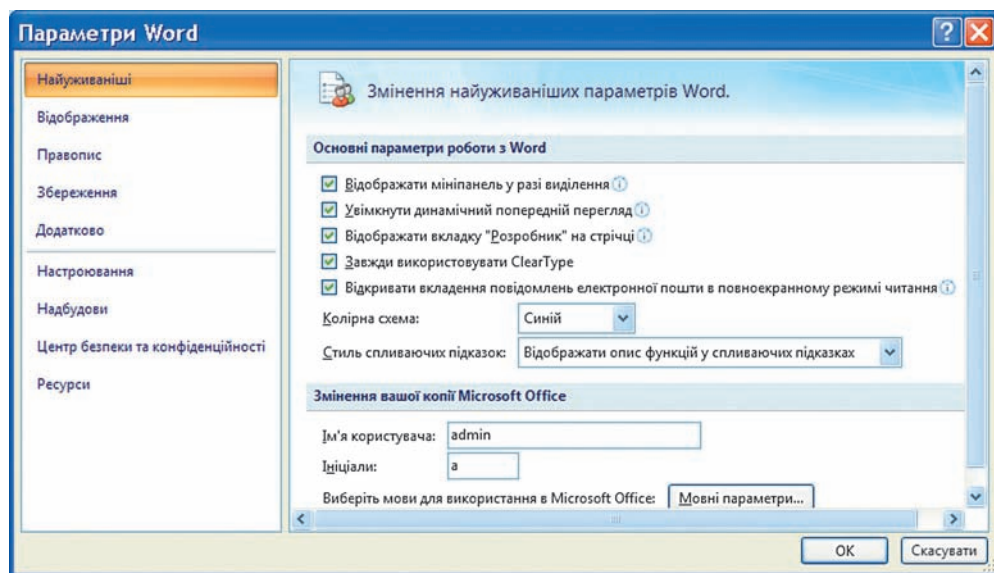 Параметри Word
Найуживаніші
Відображення
Правопис
Збереження
Додатково
Настроювання
Надбудови
Центр безпеки та конфіденційності
Ресурси
Змінення найуживаніших параметрів Word.
Основні параметри роботи з Word
Відображати мініпанель у разі виділення
Увімкнути динамічний попередній перегляд
Відображати вкладку "Розробник" на стрічці
Завжди використовувати ClearType
Відкривати вкладення повідомлень електронної пошти в повноекранному режимі читання
Колірна схема: Синій
Стиль спливаючих підказок: Відображати опис функцій у спливаючих підказках
Змінення вашої копії Microsoft Office
Ім'я користувача: admin
Ініціали: a
Виберіть мови для використання в Microsoft Office: Мовні параметри...
ОК Скасувати